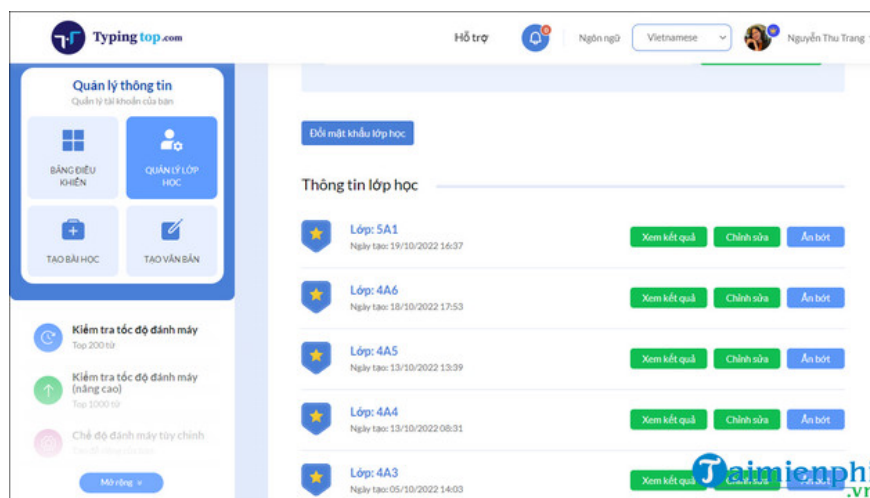 Typing top.com
Hỗ trợ
0
Ngôn ngữ
Vietnamese
Nguyễn Thu Trang
Quản lý thông tin
Quản lý tài khoản của bạn
BẢNG ĐIỀU KHIỂN
QUẢN LÝ LỚP HỌC
TẠO BÀI HỌC
TẠO VĂN BẢN
Kiểm tra tốc độ đánh máy
Top 200 từ
Kiểm tra tốc độ đánh máy
(nâng cao)
Top 1000 từ
Chế độ đánh máy tùy chỉnh
Mở rộng
Đổi mật khẩu lớp học
Thông tin lớp học
Lớp: 5A1
Ngày tạo: 19/10/2022 16:37
Xem kết quả Chỉnh sửa Ẩn bớt
Lớp: 4A6
Ngày tạo: 18/10/2022 17:53
Xem kết quả Chỉnh sửa Ẩn bớt
Lớp: 4A5
Ngày tạo: 13/10/2022 13:39
Xem kết quả Chỉnh sửa Ẩn bớt
Lớp: 4A4
Ngày tạo: 13/10/2022 08:31
Xem kết quả Chỉnh sửa Ẩn bớt
Lớp: 4A3
Ngày tạo: 05/10/2022 14:03
Xem kết quả
Taimienphi
.vn